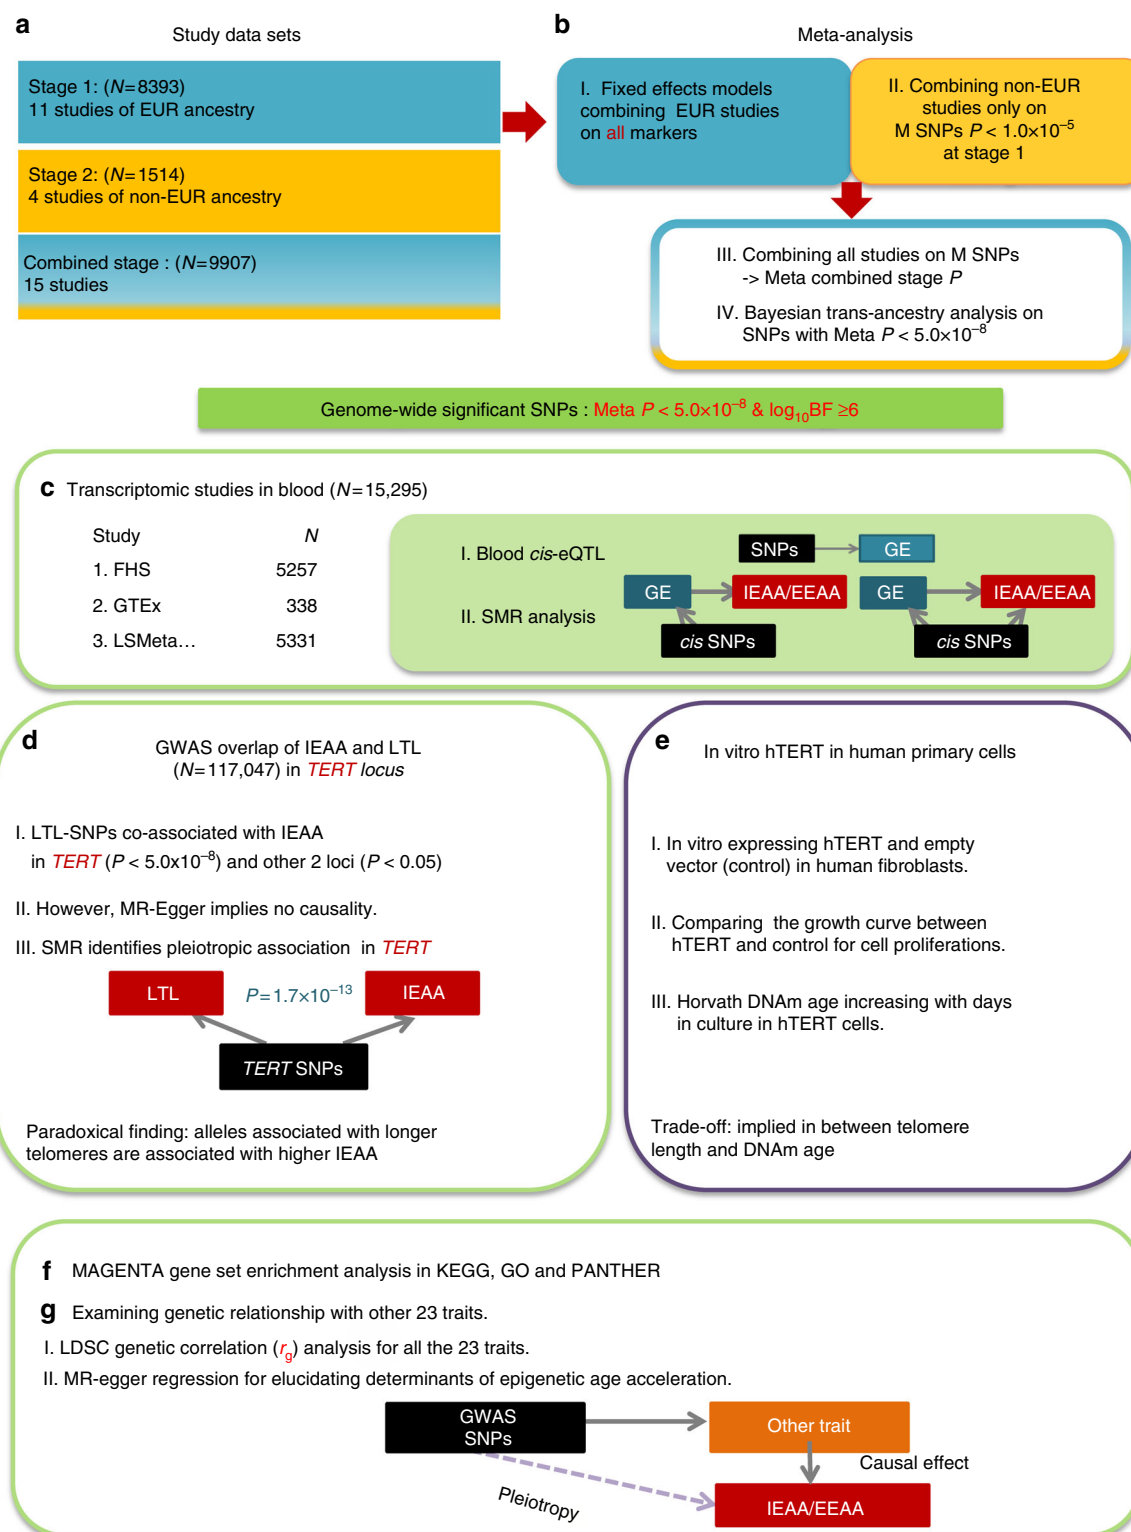 a
Study data sets
Stage 1: (N=8393)
11 studies of EUR ancestry
Stage 2: (N=1514)
4 studies of non-EUR ancestry
Combined stage : (N=9907)
15 studies
b
Meta-analysis
I. Fixed effects models
combining EUR studies
on all markers
II. Combining non-EUR
studies only on
M SNPs P < 1.0×10–5
at stage 1
III. Combining all studies on M SNPs
-> Meta combined stage P
IV. Bayesian trans-ancestry analysis on
SNPs with Meta P < 5.0×10–8
Genome-wide significant SNPs : Meta P < 5.0×10–8 & log10BF ≥6
c Transcriptomic studies in blood (N=15,295)
Study N
1. FHS 5257
2. GTEx 338
3. LSMeta… 5331
I. Blood cis-eQTL
SNPs GE
II. SMR analysis
GE IEAA/EEAA
cis SNPs
GE IEAA/EEAA
cis SNPs
d
GWAS overlap of IEAA and LTL
(N=117,047) in TERT locus
I. LTL-SNPs co-associated with IEAA
in TERT (P < 5.0x10–8) and other 2 loci (P < 0.05)
II. However, MR-Egger implies no causality.
III. SMR identifies pleiotropic association in TERT
LTL P=1.7×10–13 IEAA
TERT SNPs
Paradoxical finding: alleles associated with longer
telomeres are associated with higher IEAA
e
In vitro hTERT in human primary cells
I. In vitro expressing hTERT and empty
vector (control) in human fibroblasts.
II. Comparing the growth curve between
hTERT and control for cell proliferations.
III. Horvath DNAm age increasing with days
in culture in hTERT cells.
Trade-off: implied in between telomere
length and DNAm age
f MAGENTA gene set enrichment analysis in KEGG, GO and PANTHER
g Examining genetic relationship with other 23 traits.
I. LDSC genetic correlation (rg) analysis for all the 23 traits.
II. MR-egger regression for elucidating determinants of epigenetic age acceleration.
GWAS
SNPs
Other trait
Causal effect
Pleiotropy
IEAA/EEAA